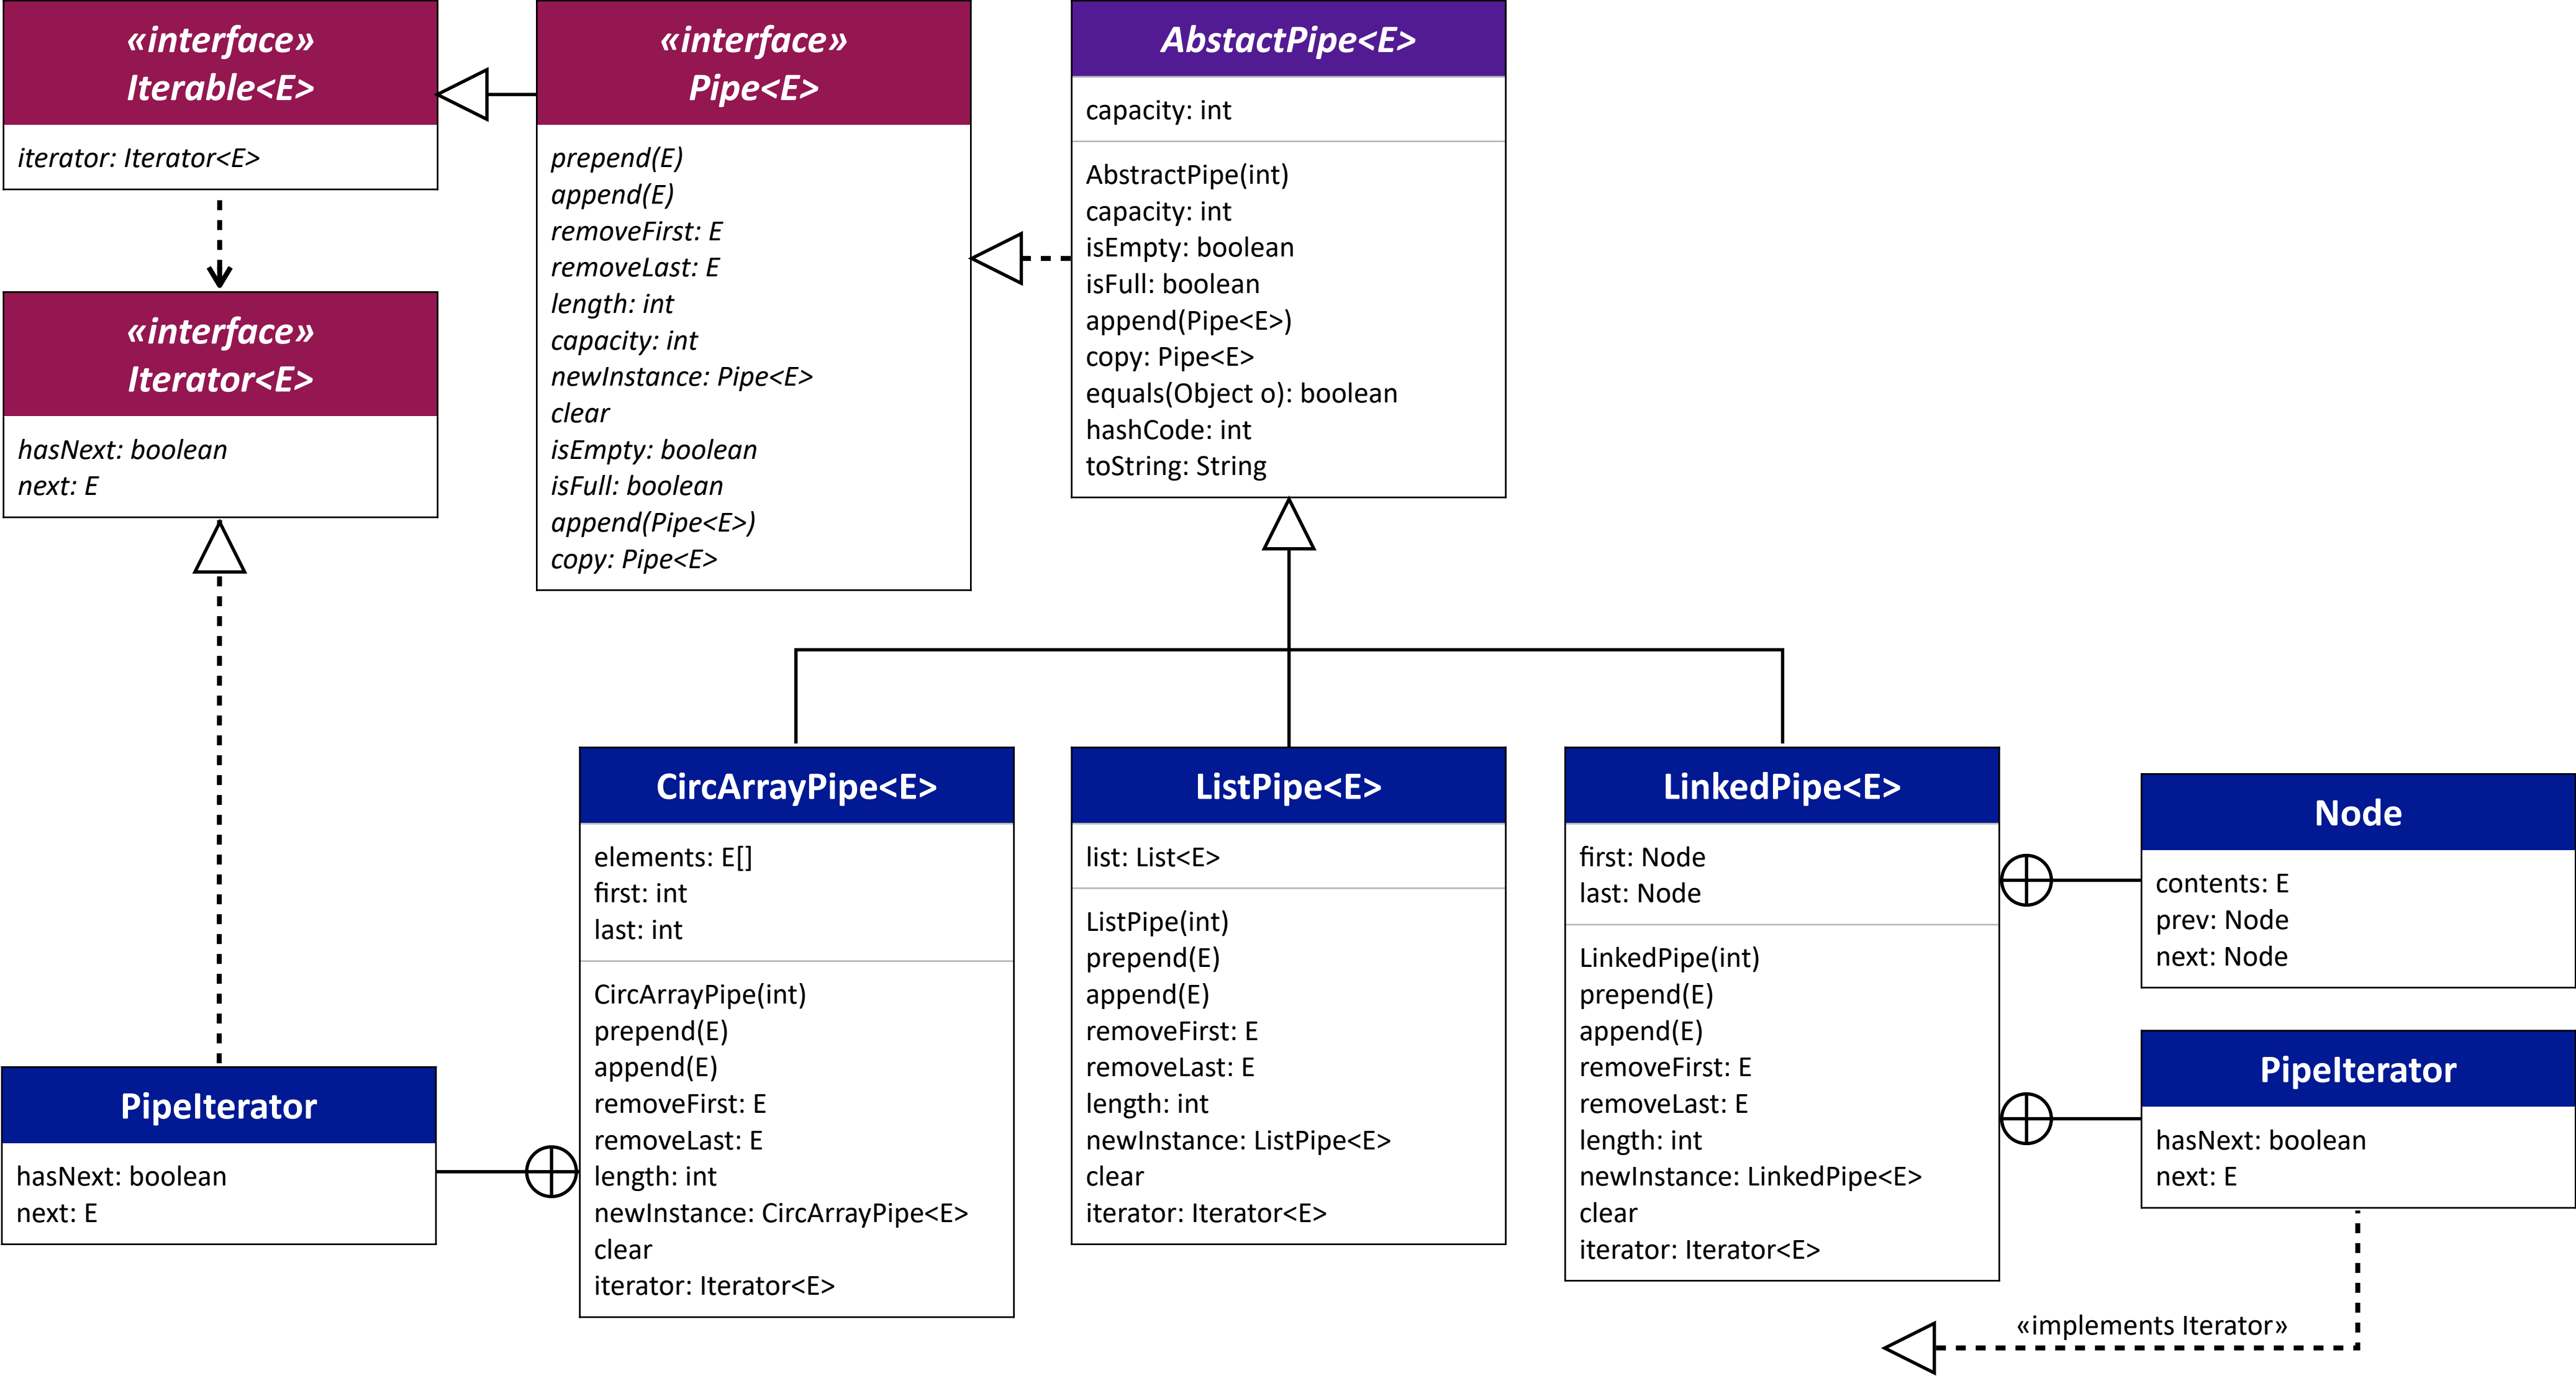 «interface»
Iterable<E>
iterator: Iterator<E>
«interface»
Iterator<E>
hasNext: boolean
next: E
«interface»
Pipe<E>
prepend(E)
append(E)
removeFirst: E
removeLast: E
length: int
capacity: int
newInstance: Pipe<E>
clear
isEmpty: boolean
isFull: boolean
append(Pipe<E>)
copy: Pipe<E>
AbstactPipe<E>
capacity: int
AbstractPipe(int)
capacity: int
isEmpty: boolean
isFull: boolean
append(Pipe<E>)
copy: Pipe<E>
equals(Object o): boolean
hashCode: int
toString: String
PipeIterator
hasNext: boolean
next: E
CircArrayPipe<E>
elements: E[]
first: int
last: int
CircArrayPipe(int)
prepend(E)
append(E)
removeFirst: E
removeLast: E
length: int
newInstance: CircArrayPipe<E>
clear
iterator: Iterator<E>
ListPipe<E>
list: List<E>
ListPipe(int)
prepend(E)
append(E)
removeFirst: E
removeLast: E
length: int
newInstance: ListPipe<E>
clear
iterator: Iterator<E>
LinkedPipe<E>
first: Node
last: Node
LinkedPipe(int)
prepend(E)
append(E)
removeFirst: E
removeLast: E
length: int
newInstance: LinkedPipe<E>
clear
iterator: Iterator<E>
Node
contents: E
prev: Node
next: Node
PipeIterator
hasNext: boolean
next: E
«implements Iterator»